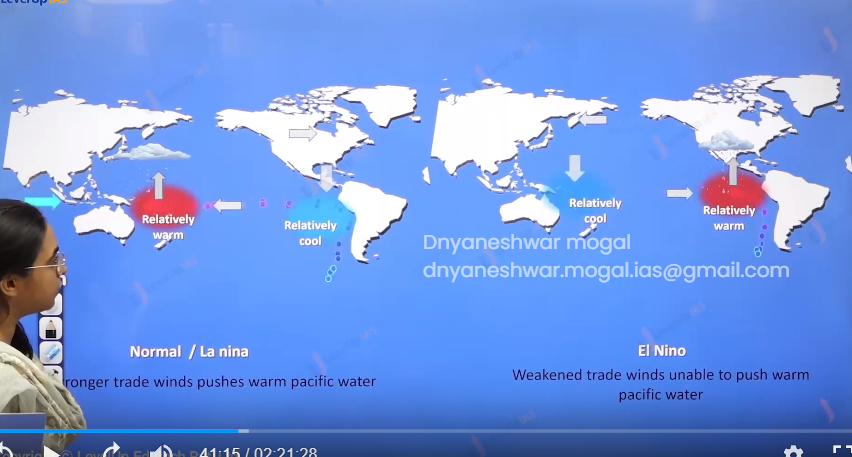 LevelUp IAS
Relatively
warm
Relatively
cool
Relatively
cool
Relatively
warm
Dnyaneshwar mogal
dnyaneshwar.mogal.ias@gmail.com
Normal / La nina
El Nino
ronger trade winds pushes warm pacific water
Weakened trade winds unable to push warm
pacific water
41:15 / 02:21:28